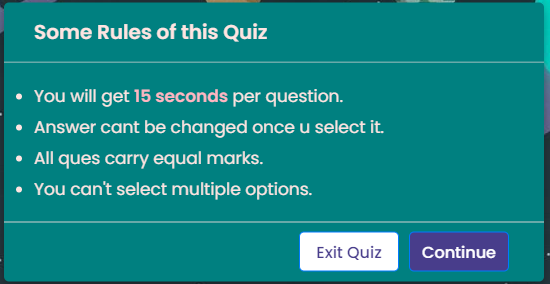 Some Rules of this Quiz
You will get 15 seconds per question.
Answer cant be changed once u select it.
All ques carry equal marks.
You can't select multiple options.
Exit Quiz
Continue